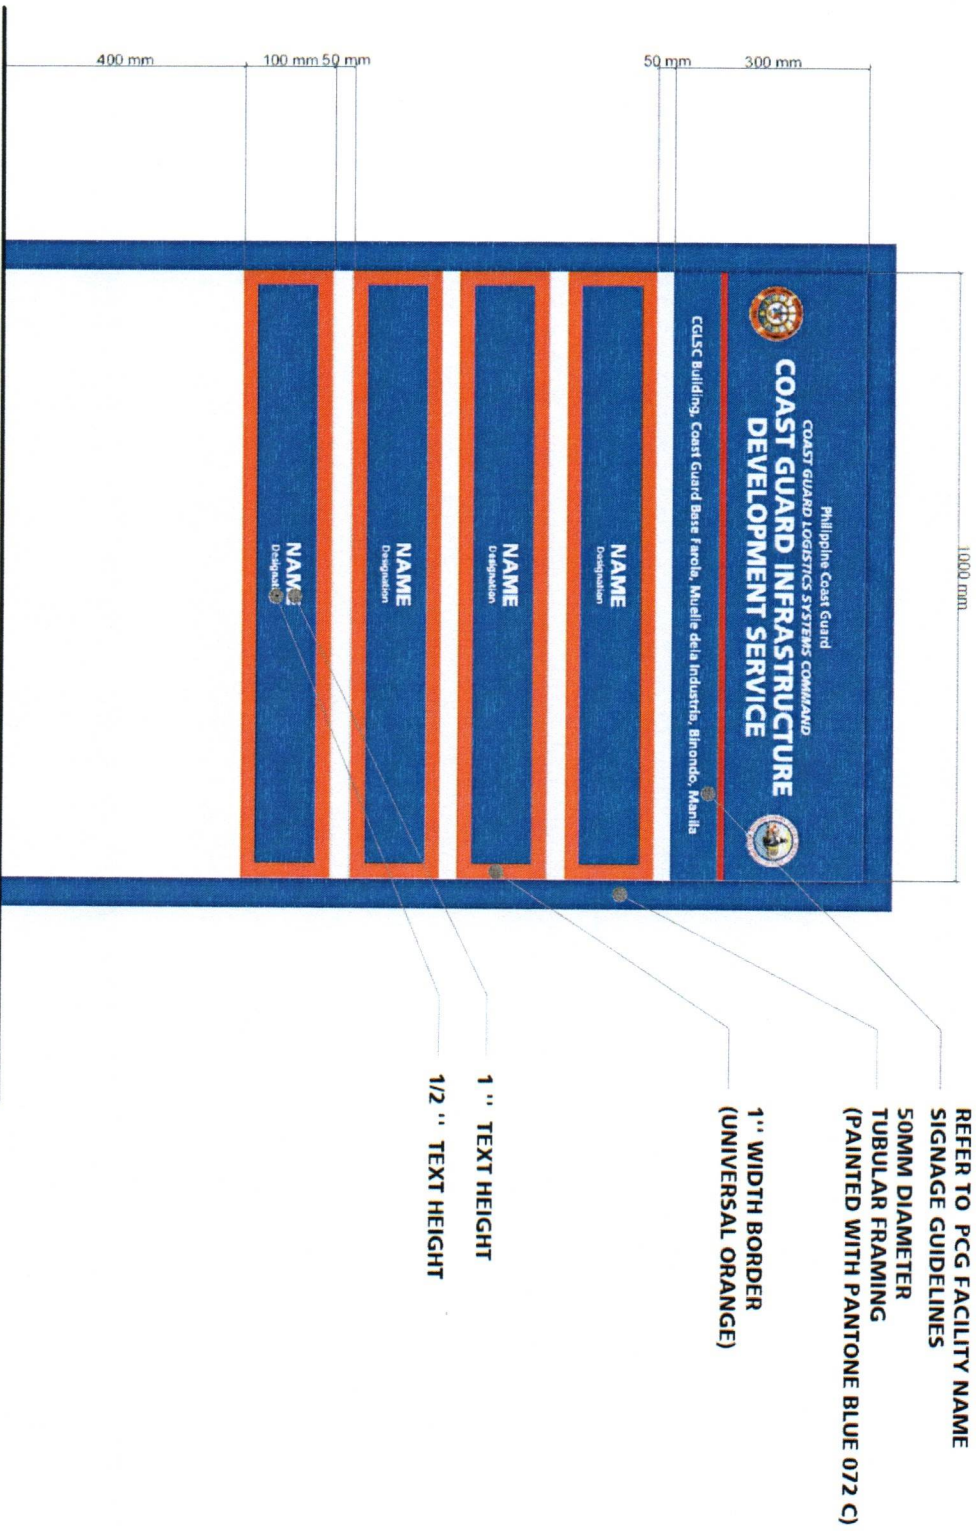 1000 mm
300 mm
50 mm
50 mm
100 mm
400 mm
Philippine Coast Guard
COAST GUARD LOGISTICS SYSTEMS COMMAND
COAST GUARD INFRASTRUCTURE
DEVELOPMENT SERVICE
CGLSC Building, Coast Guard Base Farola, Muelle dela Industria, Binondo, Manila
NAME
Designation
NAME
Designation
NAME
Designation
NAME
REFER TO PCG FACILITY NAME
SIGNAGE GUIDELINES
50MM DIAMETER
TUBULAR FRAMING
(PAINTED WITH PANTONE BLUE 072 C)
1'' WIDTH BORDER
(UNIVERSAL ORANGE)
1 '' TEXT HEIGHT
1/2 '' TEXT HEIGHT